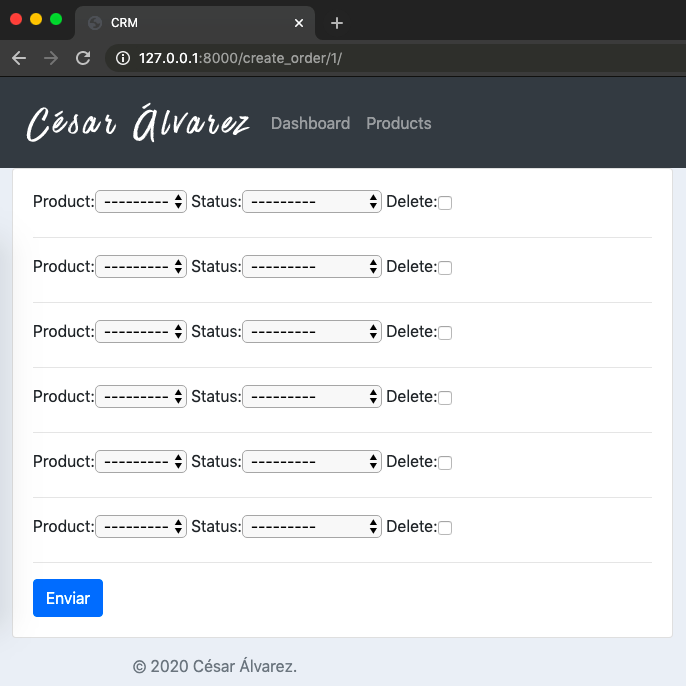 CRM
127.0.0.1:8000/create_order/1/
César Álvarez Dashboard Products
Product: --------- Status: --------- Delete:
Product: --------- Status: --------- Delete:
Product: --------- Status: --------- Delete:
Product: --------- Status: --------- Delete:
Product: --------- Status: --------- Delete:
Product: --------- Status: --------- Delete:
Enviar
© 2020 César Álvarez.